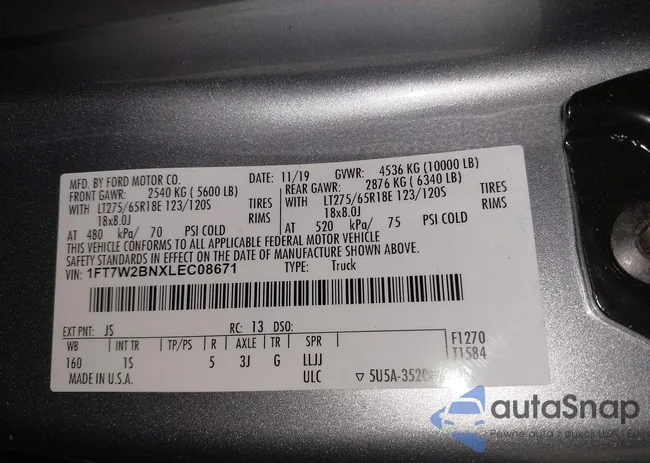 MFD. BY FORD MOTOR CO. DATE: 11/19 GVWR: 4536 KG (10000 LB)
FRONT GAWR: 2540 KG (5600 LB) REAR GAWR: 2876 KG (6340 LB)
WITH LT275/65R18E 123/120S TIRES WITH LT275/65R18E 123/120S TIRES
18x8.0J RIMS 18x8.0J RIMS
AT 480 kPa/ 70 PSI COLD AT 520 kPa/ 75 PSI COLD
THIS VEHICLE CONFORMS TO ALL APPLICABLE FEDERAL MOTOR VEHICLE
SAFETY STANDARDS IN EFFECT ON THE DATE OF MANUFACTURE SHOWN ABOVE.
VIN: 1FT7W2BNXLEC08671 TYPE: Truck
EXT PNT: JS RC: 13 DSO:
WB INT TR TP/PS R AXLE TR SPR F1270
160 1S 5 3J G LLJJ T1584
MADE IN U.S.A. ULC ▽ 5U5A-3520
autaSnap
Pewne auta z aukcji USA i Eu